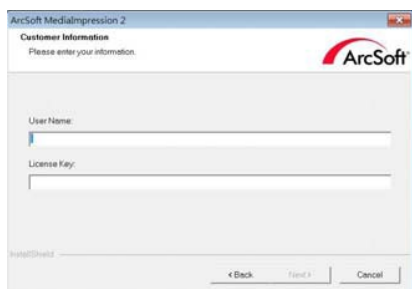 ArcSoft MediaImpression 2
Customer Information
Please enter your information.
ArcSoft
User Name:
License Key:
InstallShield
< Back
Next >
Cancel